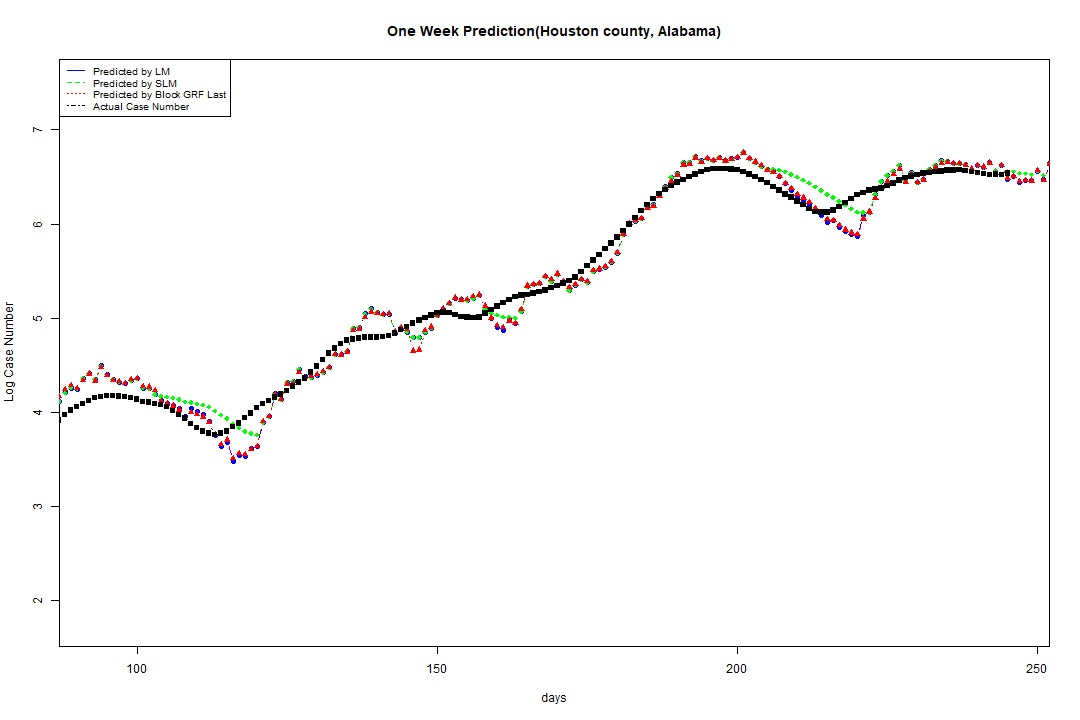 One Week Prediction(Houston county, Alabama)
Predicted by LM
Predicted by SLM
Predicted by Block GRF Last
Actual Case Number
7
6
5
4
3
2
Log Case Number
100 150 200 250
days